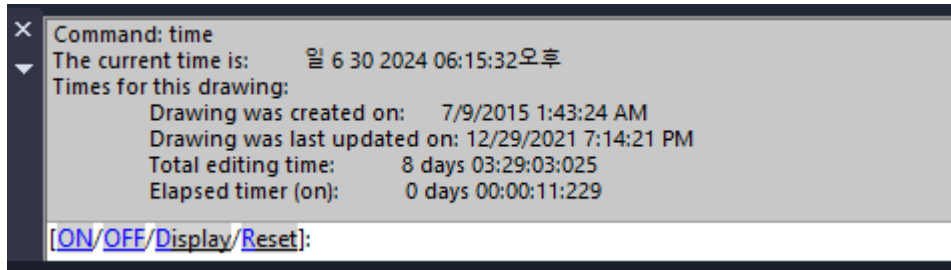 Command: time
The current time is: 일 6 30 2024 06:15:32오후
Times for this drawing:
Drawing was created on: 7/9/2015 1:43:24 AM
Drawing was last updated on: 12/29/2021 7:14:21 PM
Total editing time: 8 days 03:29:03:025
Elapsed timer (on): 0 days 00:00:11:229
[ON/OFF/Display/Reset]: